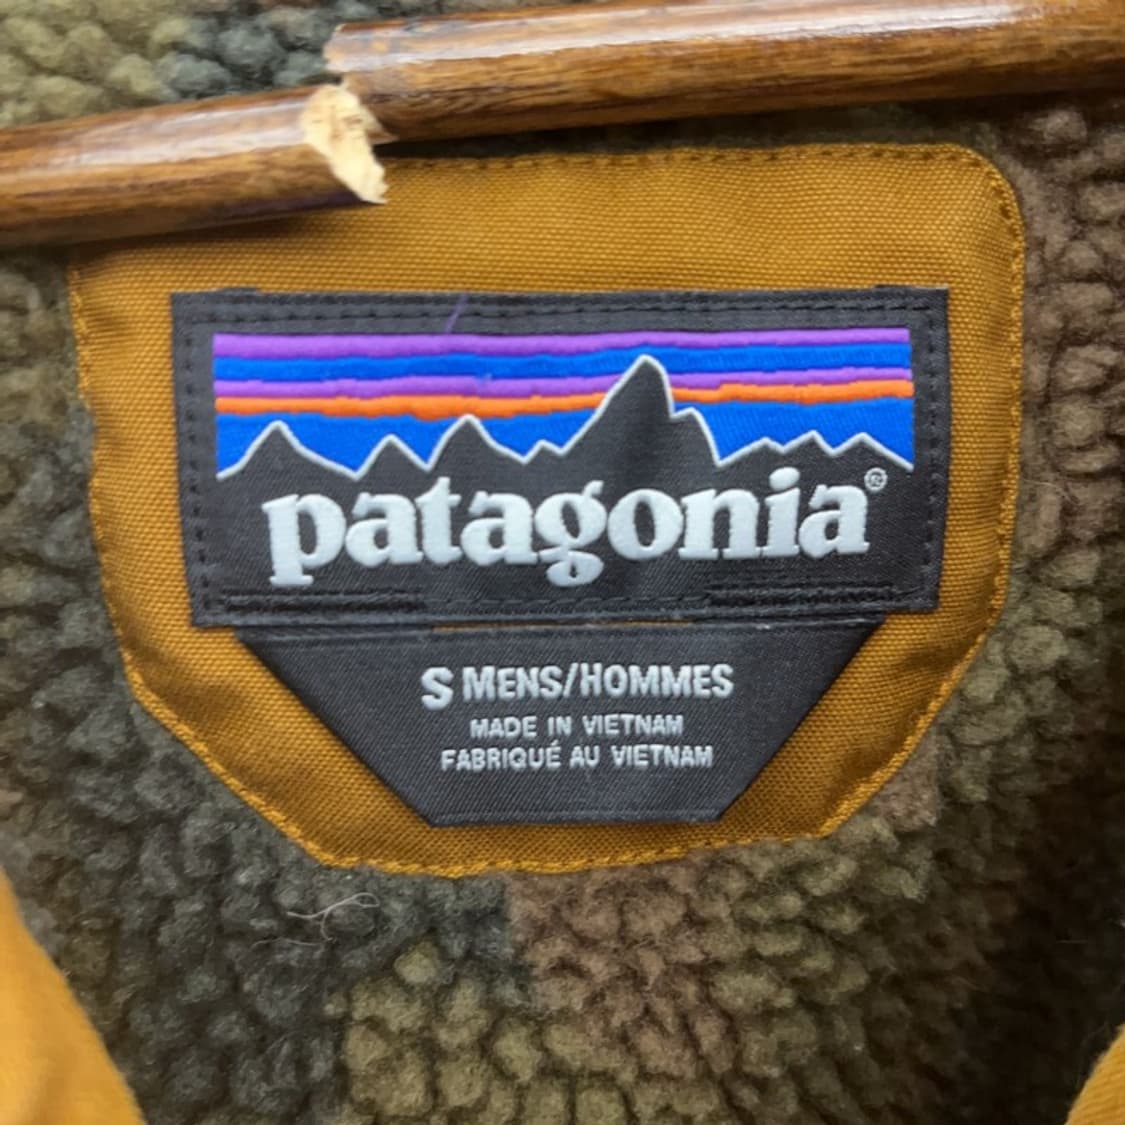 patagonia®
S MENS/HOMMES
MADE IN VIETNAM
FABRIQUÉ AU VIETNAM